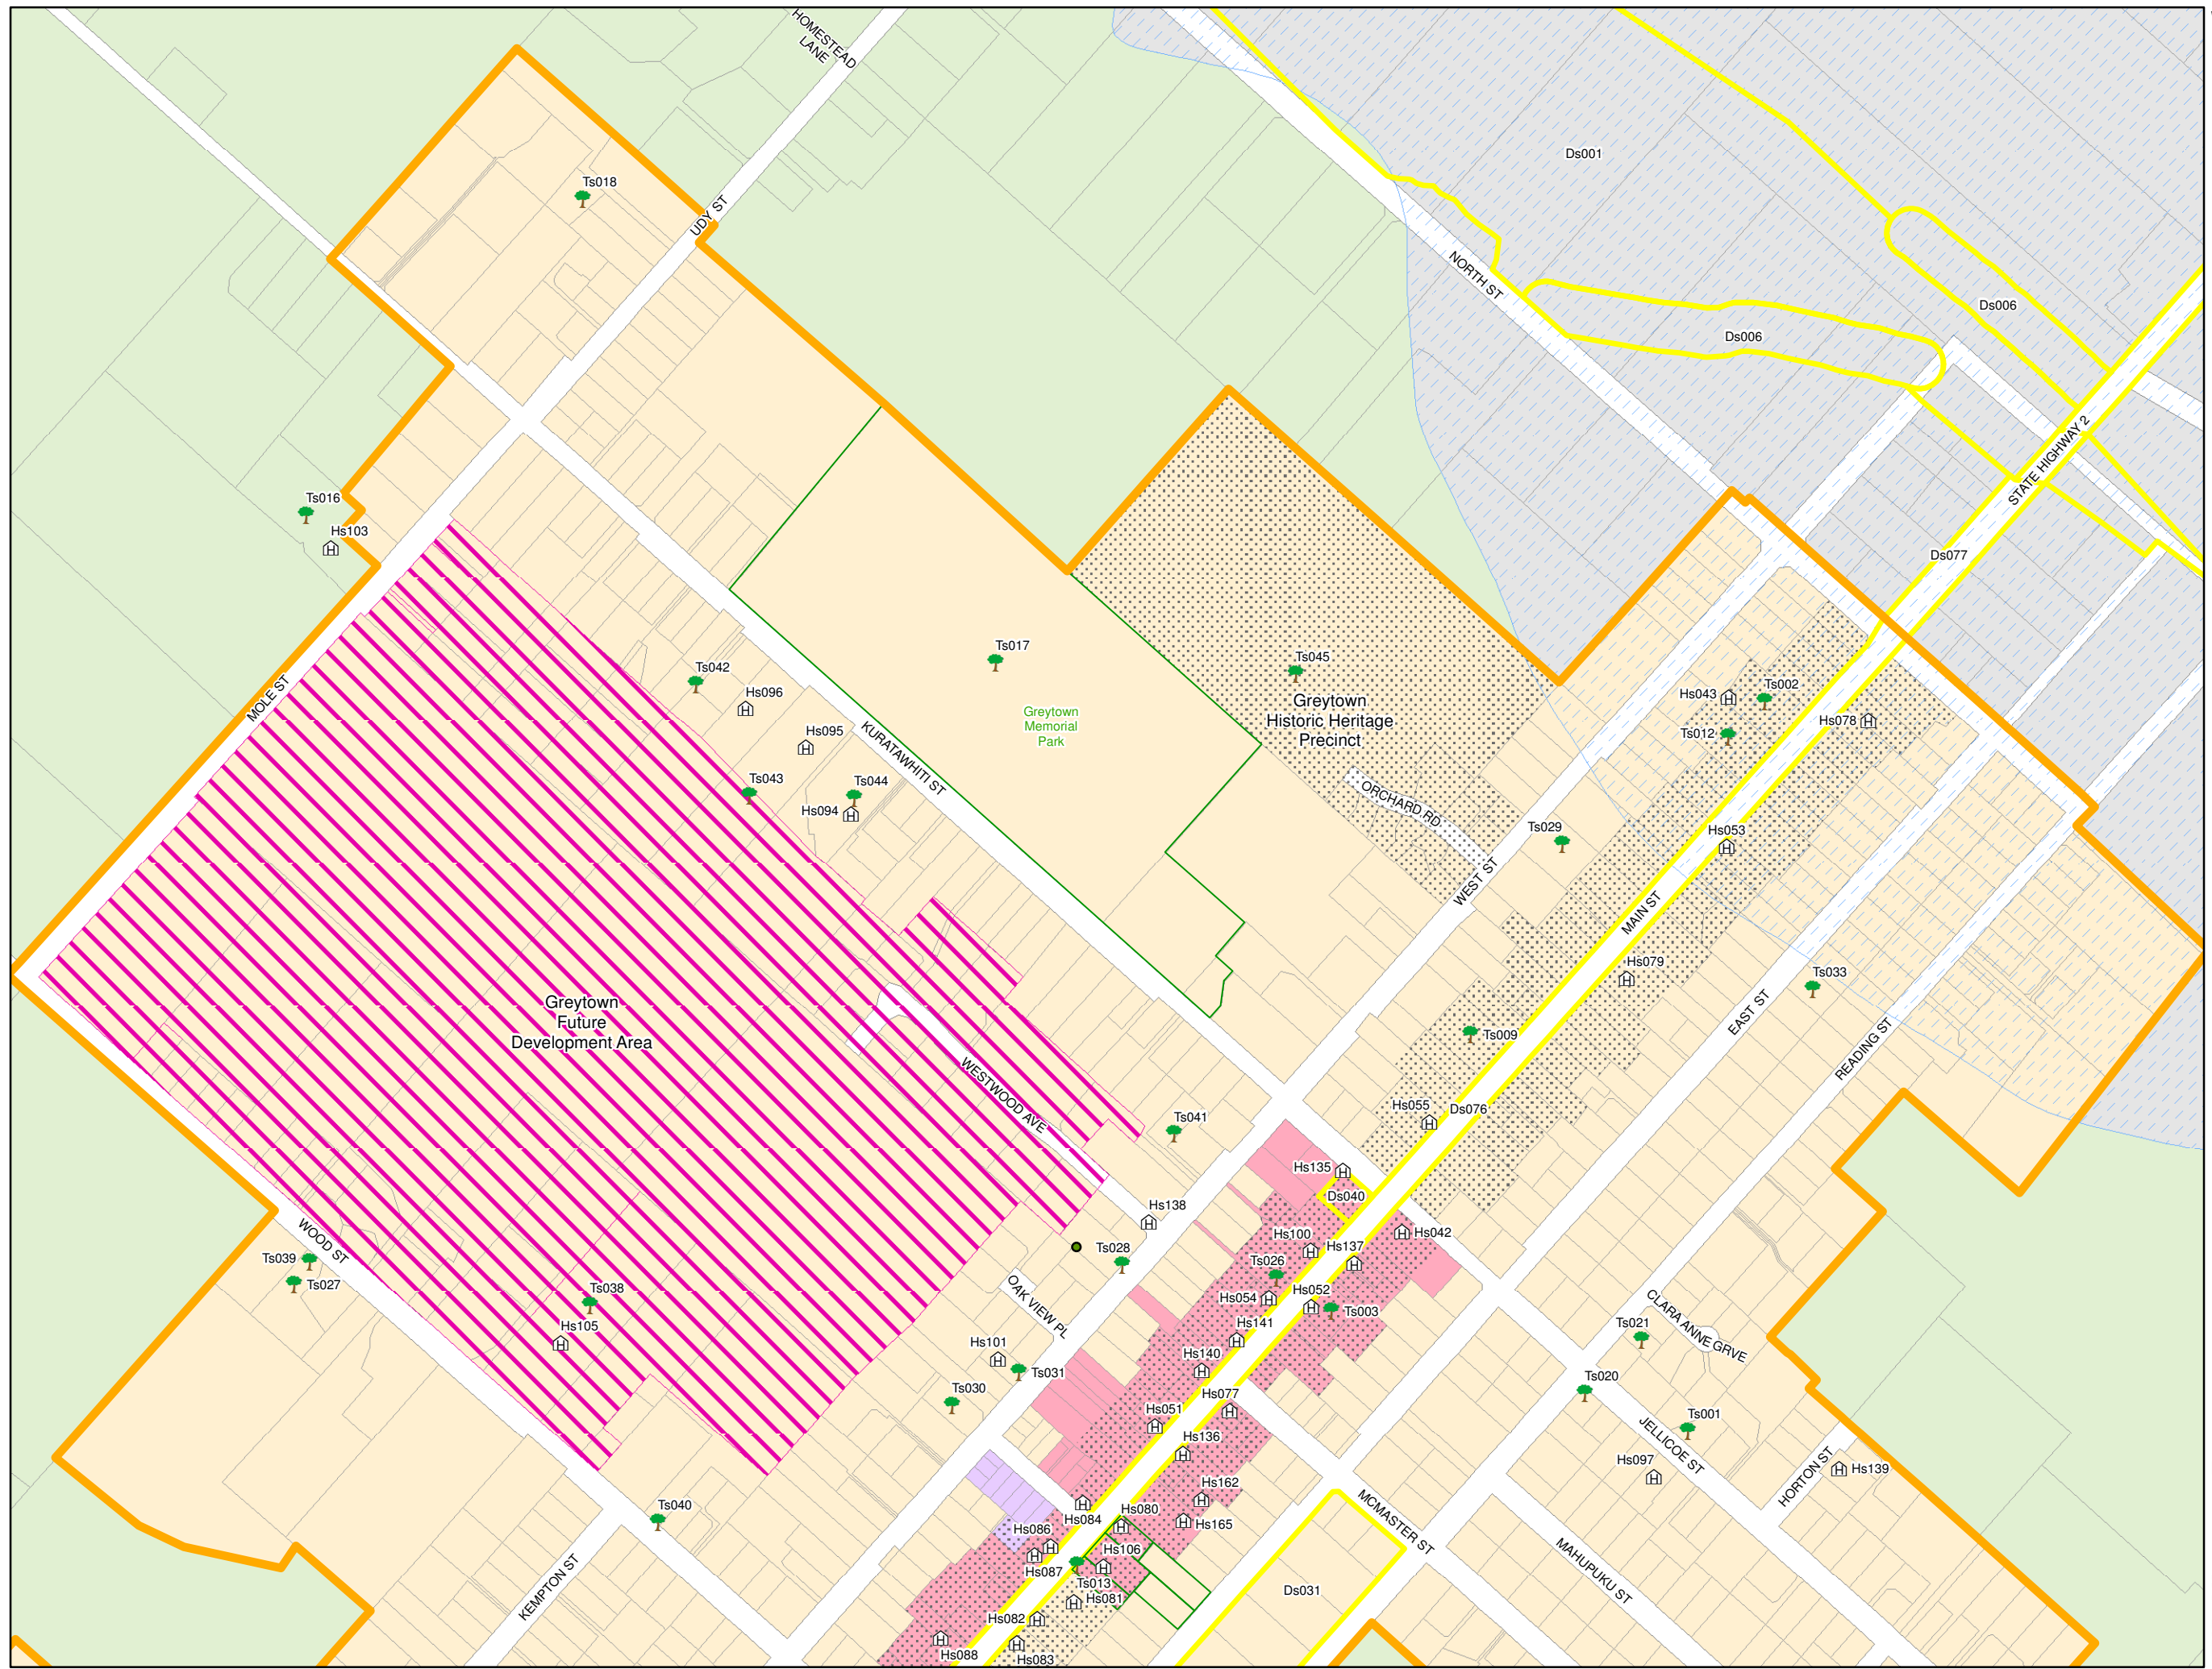 HOMESTEAD
LANE
Ds001
Ts018
UDY ST
NORTH ST
Ds006
Ds006
STATE HIGHWAY 2
Ts016
Hs103
Ds077
Ts017
Ts045
Ts042
Hs096
Greytown
Memorial
Park
Greytown
Historic Heritage
Precinct
Hs043
Ts002
Hs078
Ts012
MOLE ST
Hs095
KURATAWHITI ST
Ts043
Ts044
Hs094
ORCHARD RD
Ts029
Hs053
WEST ST
MAIN ST
Hs079
Ts033
Greytown
Future
Development Area
EAST ST
Ts009
READING ST
WESTWOOD AVE
Hs055
Ds076
Ts041
Hs135
Ds040
Hs138
WOOD ST
Ts039
Ts027
Ts028
Hs100
Hs137
Hs042
Ts026
Hs052
Hs054
Ts003
Ts038
Hs105
OAK VIEW PL
CLARA ANNE GRVE
Hs141
Ts021
Hs101
Ts031
Hs140
Ts030
Hs077
Ts020
Hs051
Hs136
Ts001
JELLICOE ST
Hs097
HORTON ST
Hs139
Hs162
Ts040
Hs084
Hs080
Hs165
MCMASTER ST
Hs086
Hs087
Hs106
Ts013
Hs081
KEMPTON ST
MAHUPUKU ST
Ds031
Hs082
Hs088
Hs083